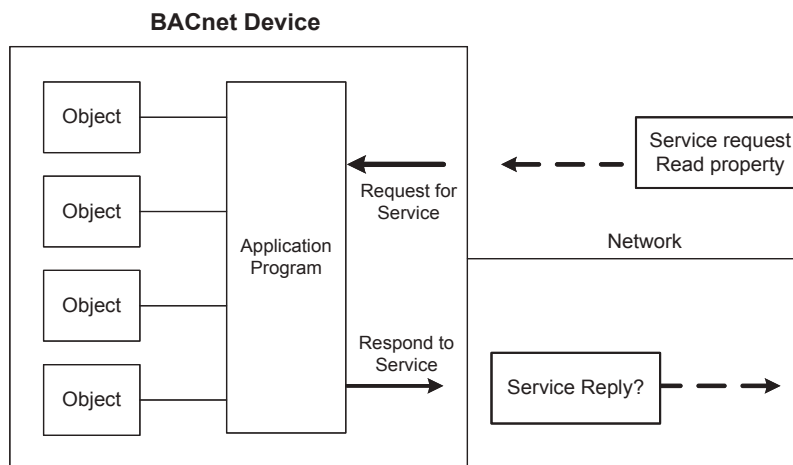 BACnet Device
Object
Object
Object
Object
Application
Program
Request for
Service
Respond to
Service
Service request
Read property
Network
Service Reply?